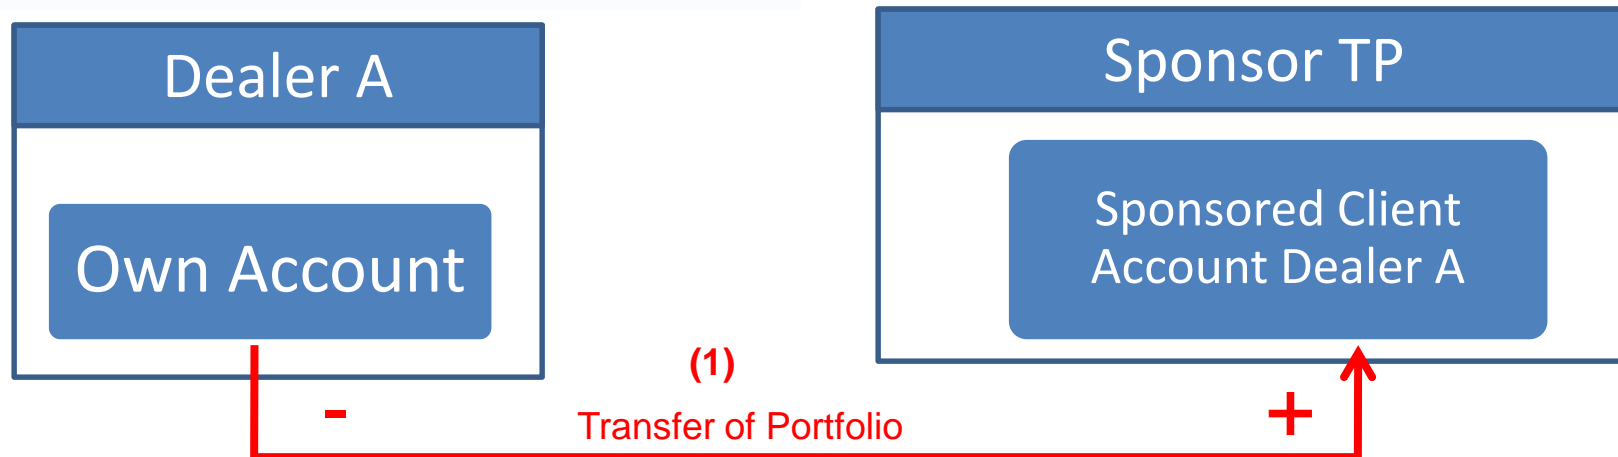 Dealer A
Sponsor TP
Own Account
Sponsored Client
Account Dealer A
(1)
-
Transfer of Portfolio
+